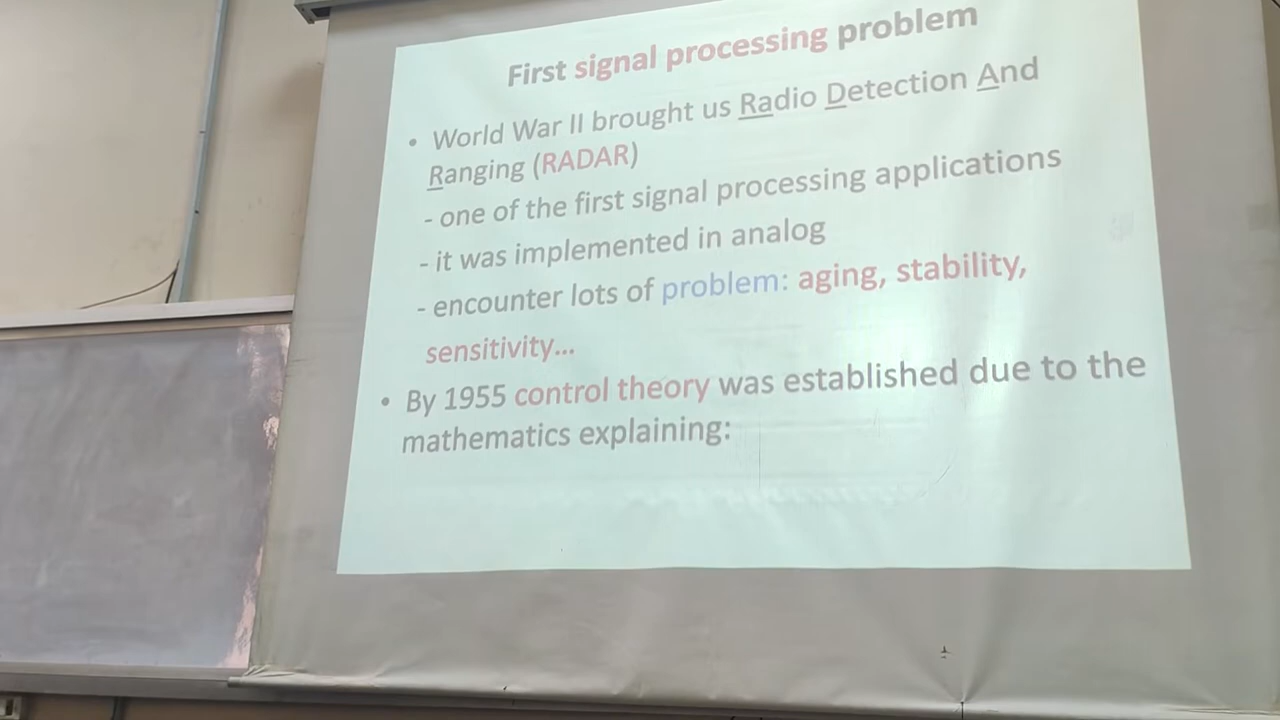 First signal processing problem
• World War II brought us Radio Detection And
Ranging (RADAR)
- one of the first signal processing applications
- it was implemented in analog
- encounter lots of problem: aging, stability,
sensitivity...
• By 1955 control theory was established due to the
mathematics explaining: